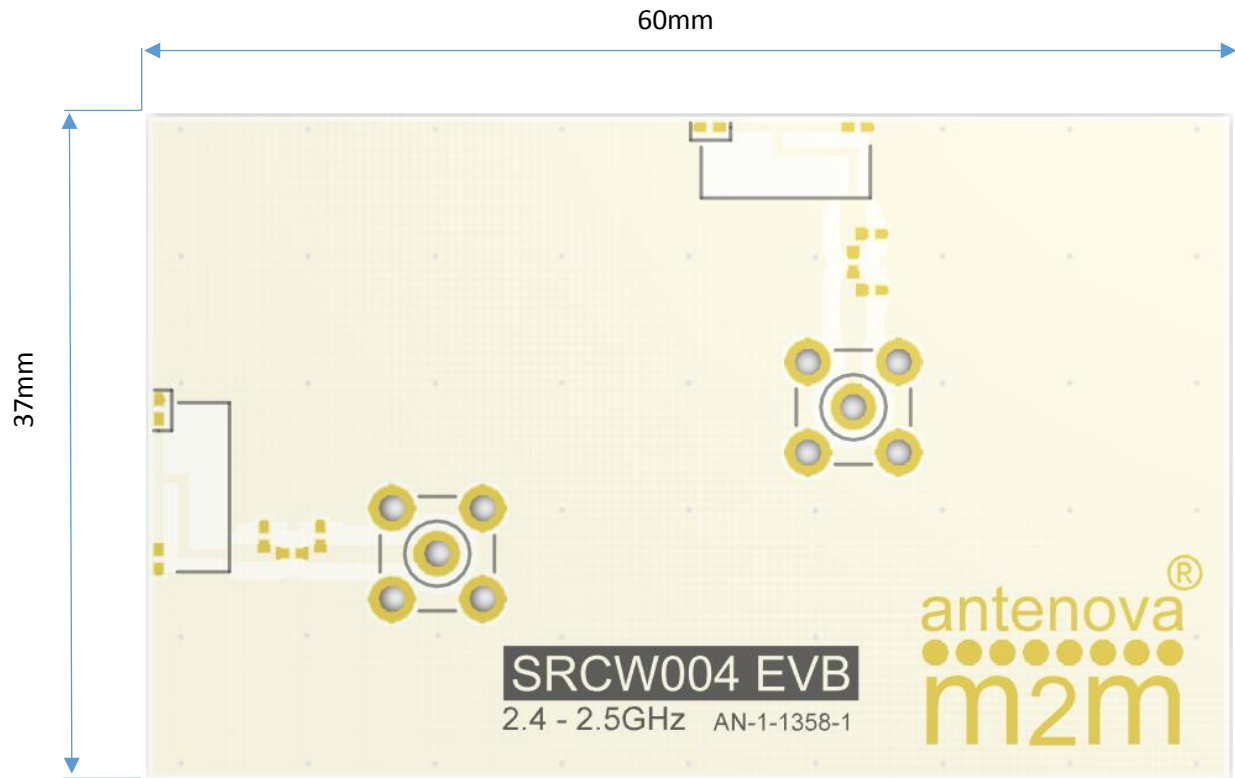 60mm
37mm
®
antenova
m2m
SRCW004 EVB
2.4 - 2.5GHz AN-1-1358-1